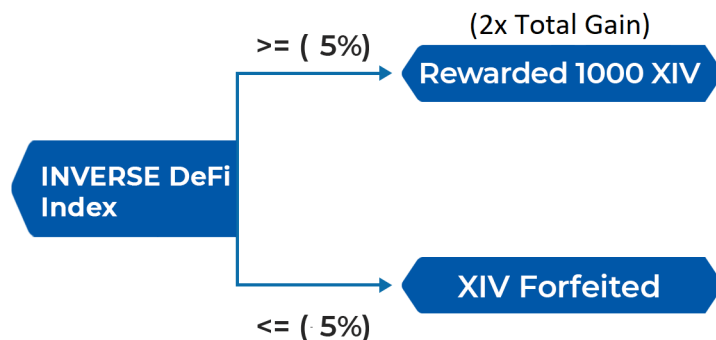 (2x Total Gain)
>= ( 5%)
Rewarded 1000 XIV
INVERSE DeFi
Index
XIV Forfeited
<= (- 5%)